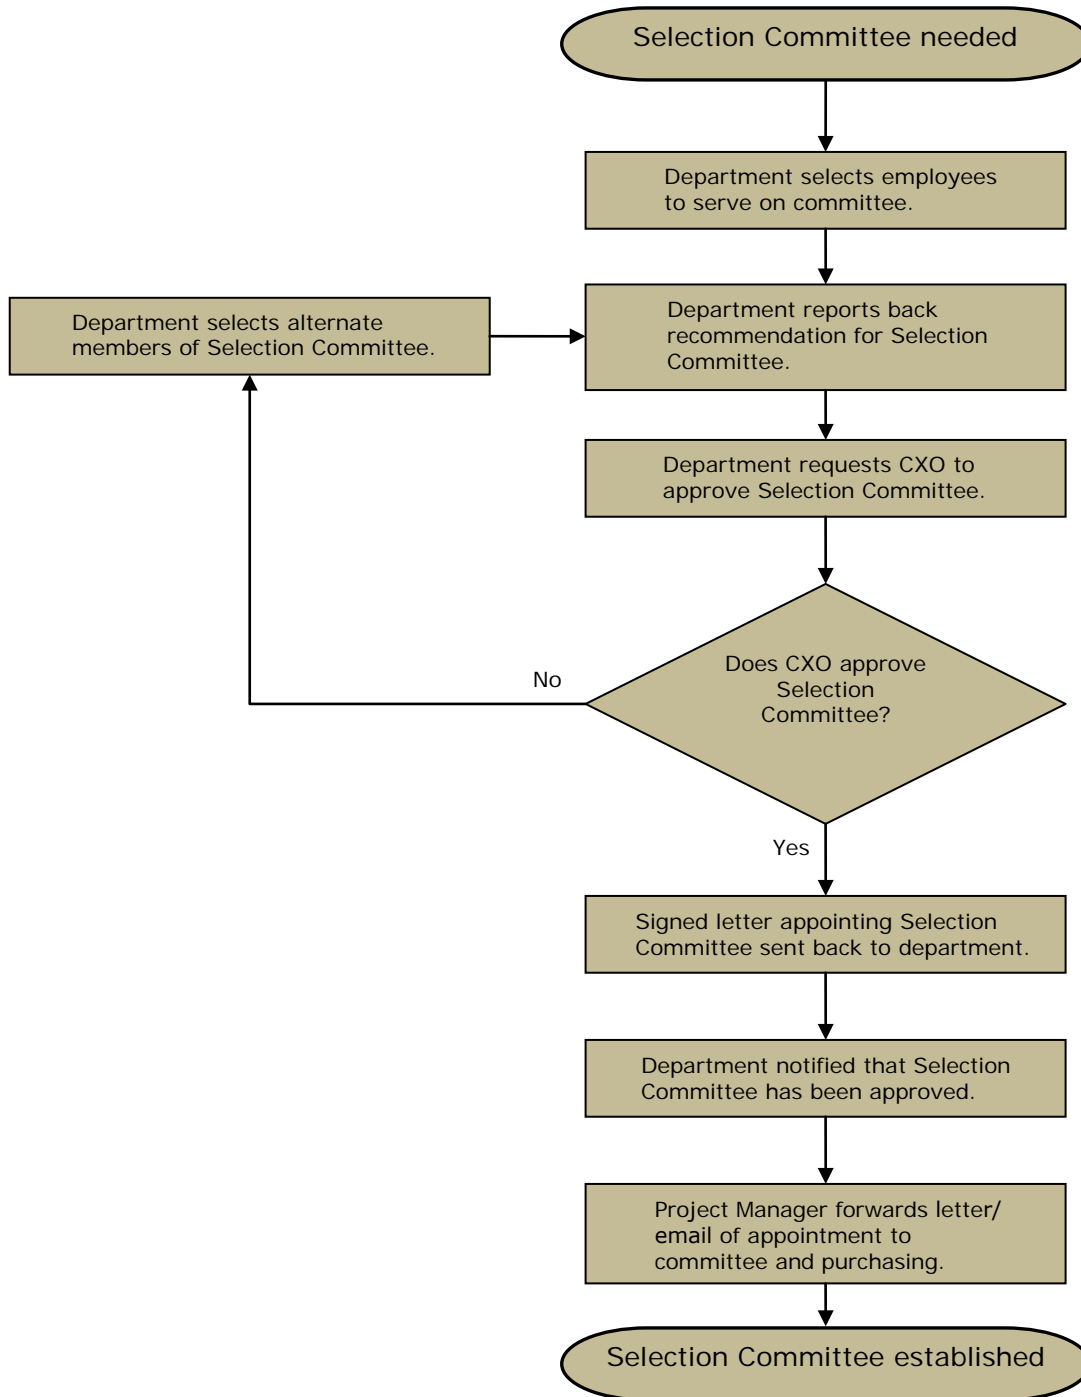 Selection Committee needed
Department selects employees
to serve on committee.
Department selects alternate
members of Selection Committee.
Department reports back
recommendation for Selection
Committee.
Department requests CXO to
approve Selection Committee.
Does CXO approve
Selection
Committee?
No
Yes
Signed letter appointing Selection
Committee sent back to department.
Department notified that Selection
Committee has been approved.
Project Manager forwards letter/
email of appointment to
committee and purchasing.
Selection Committee established